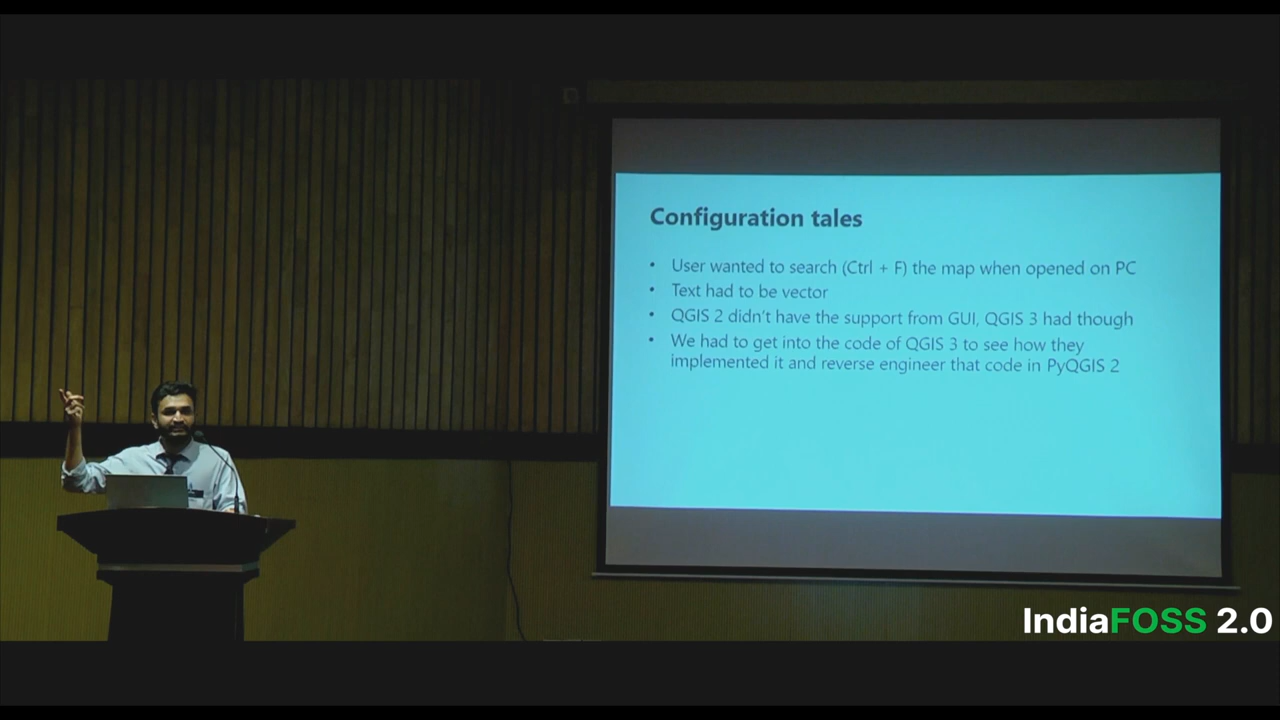 Configuration tales
• User wanted to search (Ctrl + F) the map when opened on PC
• Text had to be vector
• QGIS 2 didn't have the support from GUI, QGIS 3 had though
• We had to get into the code of QGIS 3 to see how they
implemented it and reverse engineer that code in PyQGIS 2
IndiaFOSS 2.0